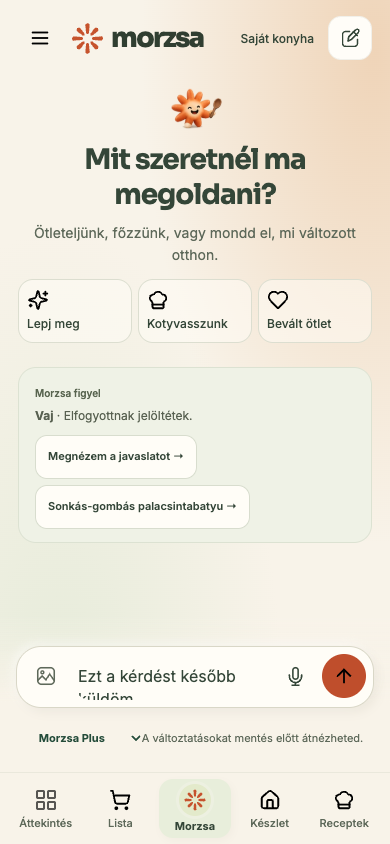 morzsa
Saját konyha
Mit szeretnél ma
megoldani?
Ötleteljünk, főzzünk, vagy mondd el, mi változott
otthon.
Lepj meg
Kotyvasszunk
Bevált ötlet
Morzsa figyel
Vaj · Elfogyottnak jelöltétek.
Megnézem a javaslatot →
Sonkás-gombás palacsintabatyu →
Ezt a kérdést később
Morzsa Plus
A változtatásokat mentés előtt átnézheted.
Áttekintés
Lista
Morzsa
Készlet
Receptek